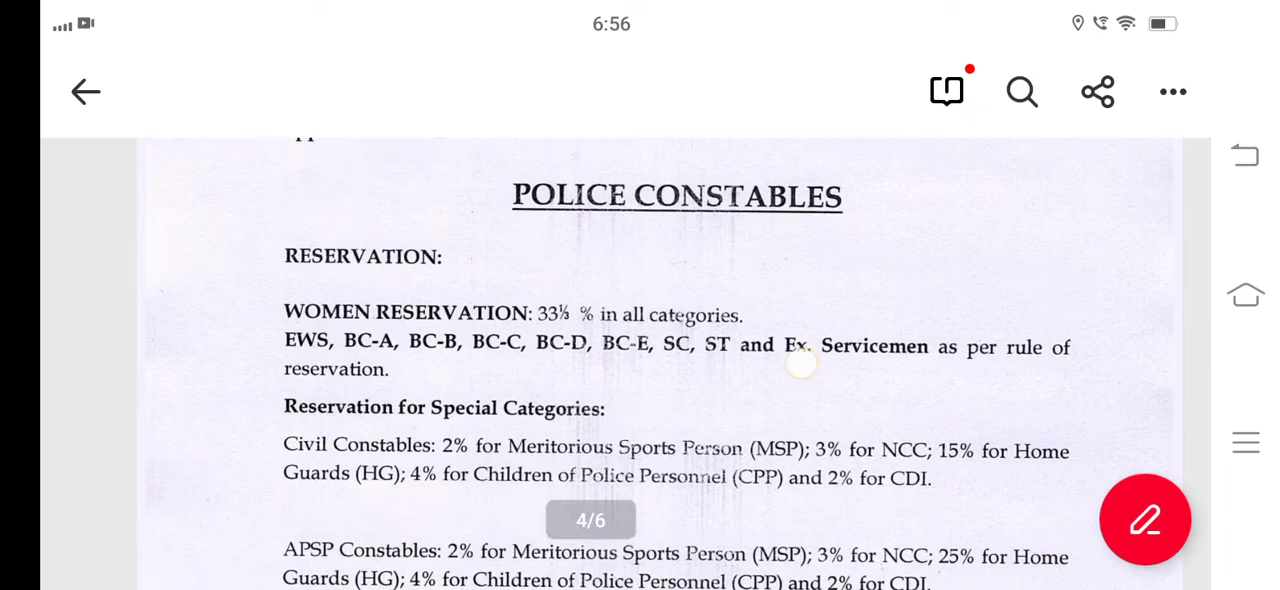 6:56
POLICE CONSTABLES
RESERVATION:
WOMEN RESERVATION: 33⅓ % in all categories.
EWS, BC-A, BC-B, BC-C, BC-D, BC-E, SC, ST and Ex. Servicemen as per rule of
reservation.
Reservation for Special Categories:
Civil Constables: 2% for Meritorious Sports Person (MSP); 3% for NCC; 15% for Home
Guards (HG); 4% for Children of Police Personnel (CPP) and 2% for CDI.
4/6
APSP Constables: 2% for Meritorious Sports Person (MSP); 3% for NCC; 25% for Home
Guards (HG); 4% for Children of Police Personnel (CPP) and 2% for CDI.